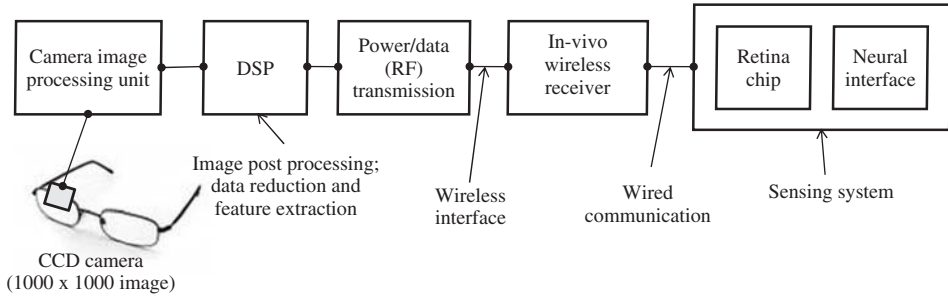 Camera image
processing unit
DSP
Power/data
(RF)
transmission
In-vivo
wireless
receiver
Retina
chip
Neural
interface
Image post processing;
data reduction and
feature extraction
Wireless
interface
Wired
communication
Sensing system
CCD camera
(1000 x 1000 image)